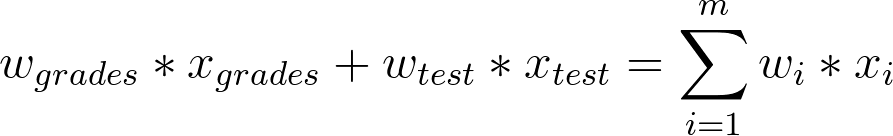 w_{grades} * x_{grades} + w_{test} * x_{test} = \sum_{i=1}^{m} w_i * x_i